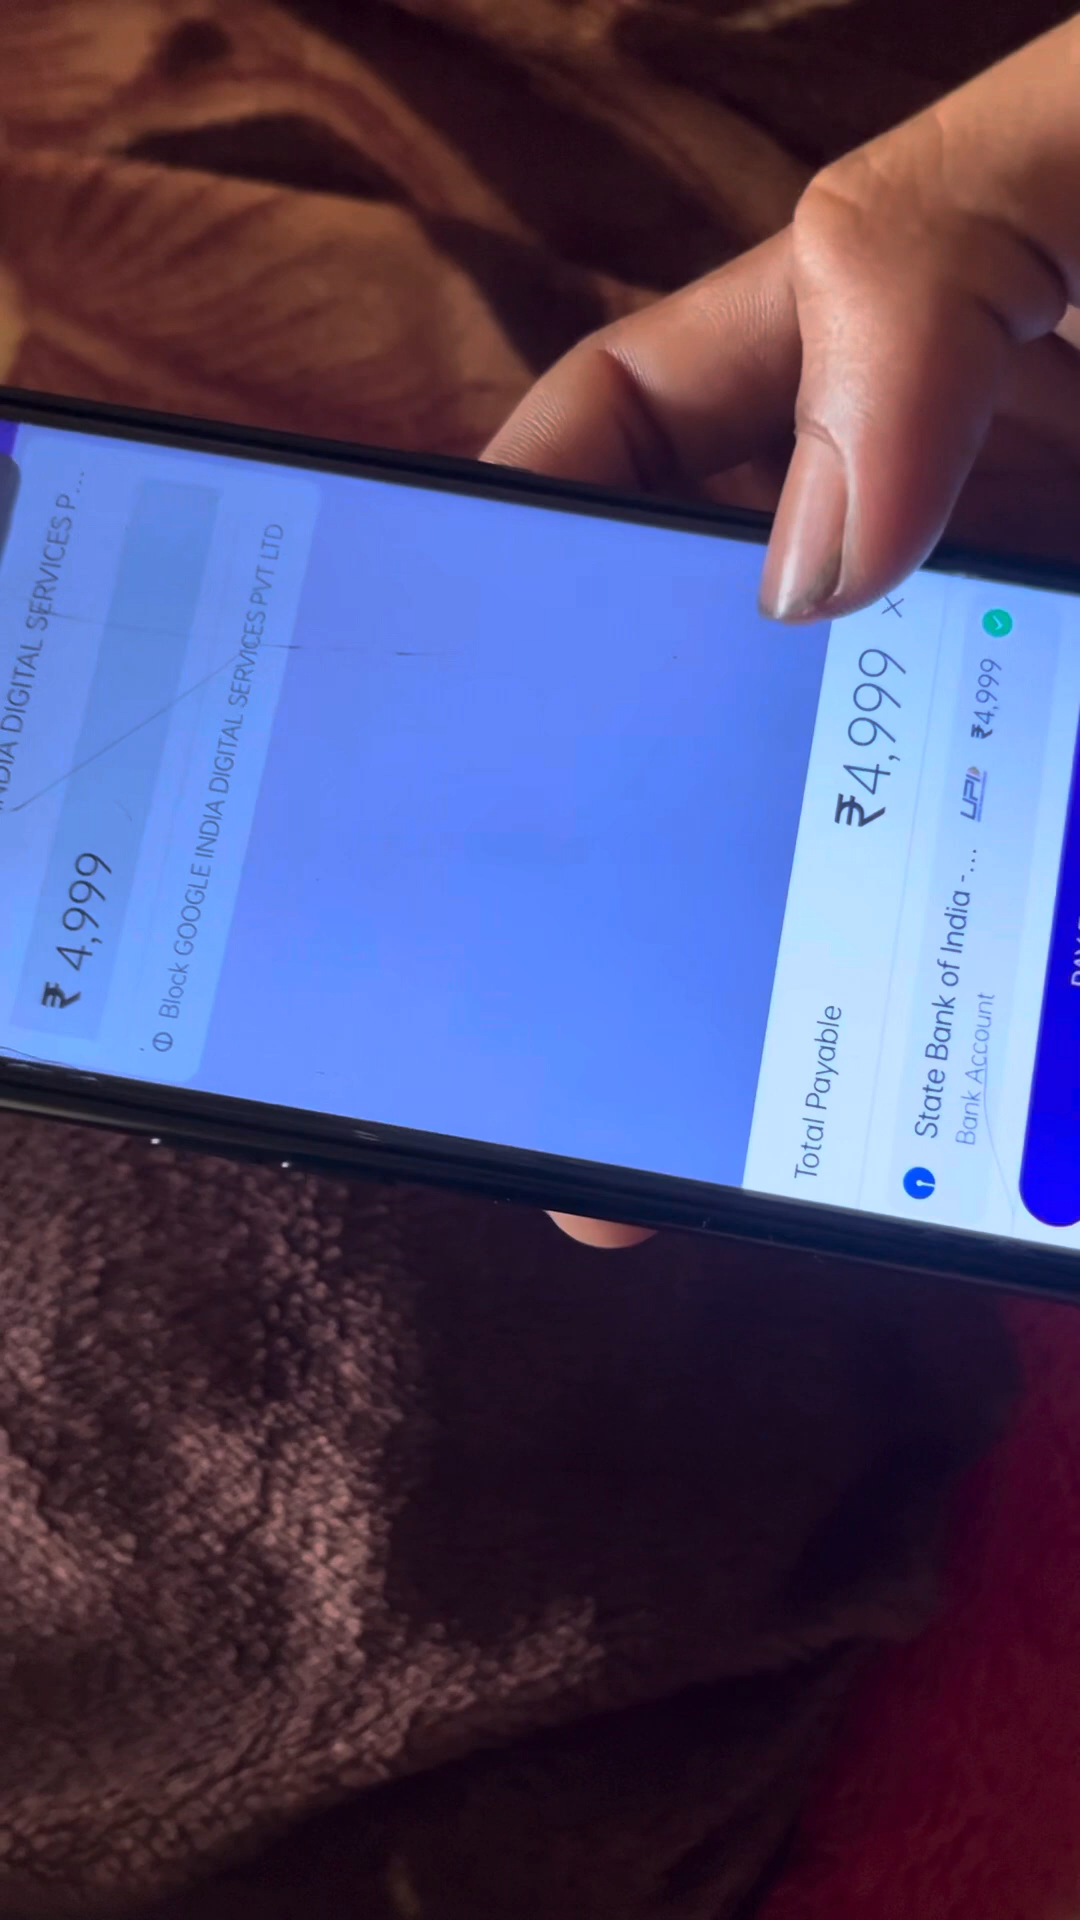 INDIA DIGITAL SERVICES P...
₹ 4,999
Block GOOGLE INDIA DIGITAL SERVICES PVT LTD
Total Payable ₹4,999
State Bank of India -... UPI ₹4,999
Bank Account